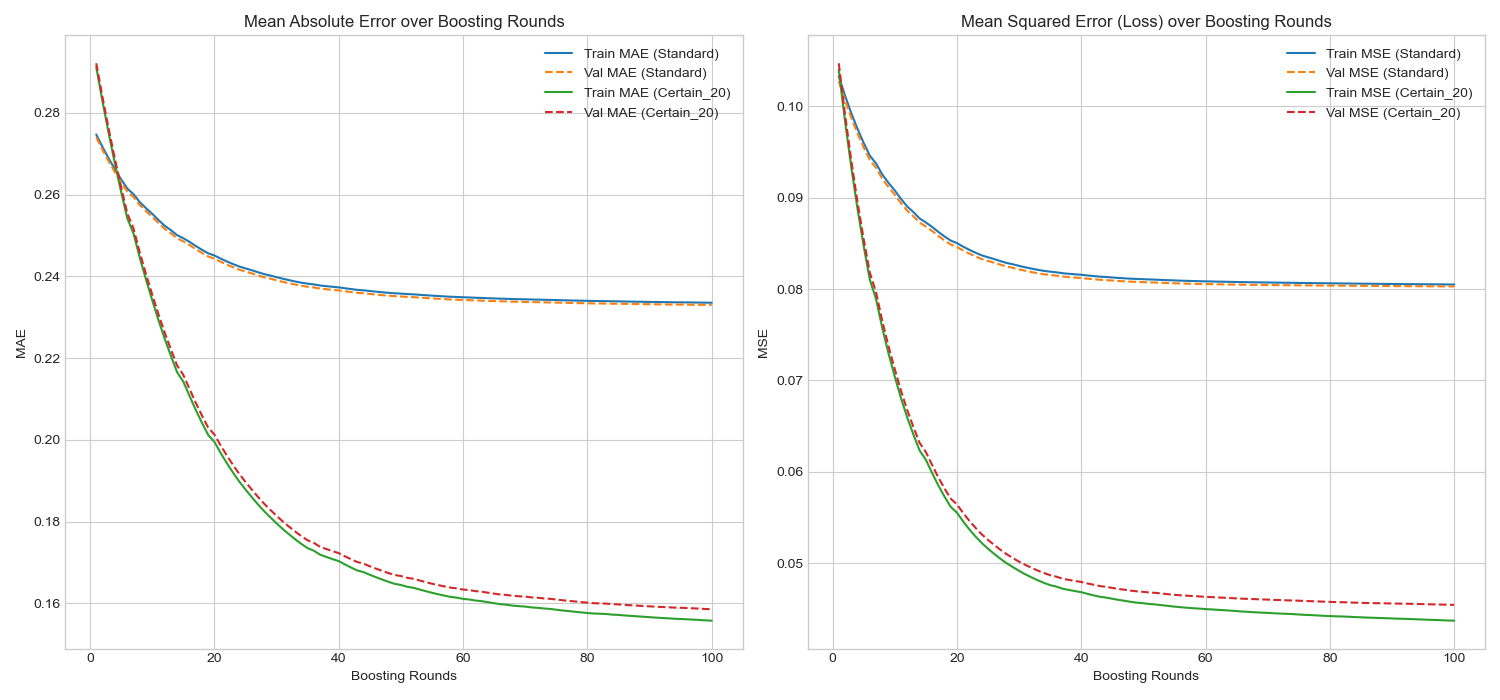 Mean Absolute Error over Boosting Rounds
Train MAE (Standard)
Val MAE (Standard)
Train MAE (Certain_20)
Val MAE (Certain_20)
0.28
0.26
0.24
0.22
0.20
0.18
0.16
MAE
0
20
40
60
80
100
Boosting Rounds
Mean Squared Error (Loss) over Boosting Rounds
Train MSE (Standard)
Val MSE (Standard)
Train MSE (Certain_20)
Val MSE (Certain_20)
0.10
0.09
0.08
0.07
0.06
0.05
MSE
0
20
40
60
80
100
Boosting Rounds